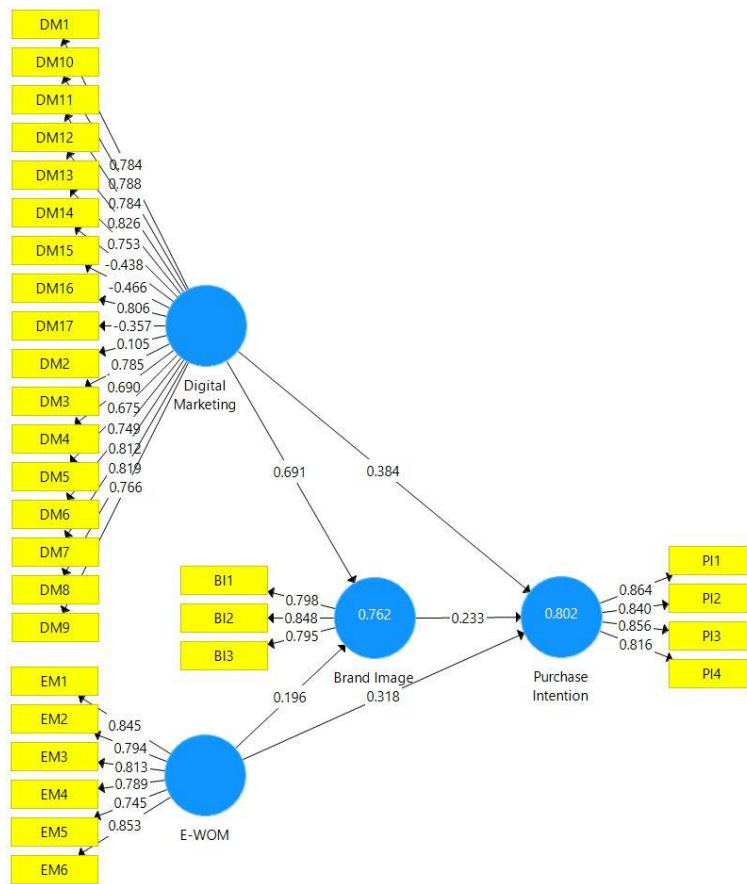 DM1
DM10
DM11
DM12
DM13
DM14
DM15
DM16
DM17
DM2
DM3
DM4
DM5
DM6
DM7
DM8
DM9
0.784
0.788
0.784
0.826
0.753
-0.438
-0.466
0.806
-0.357
0.105
0.785
0.690
0.675
0.749
0.812
0.819
0.766
Digital
Marketing
0.691
0.384
BI1
BI2
BI3
0.798
0.848
0.795
0.762
Brand Image
0.233
0.802
Purchase
Intention
0.864
0.840
0.856
0.816
PI1
PI2
PI3
PI4
0.196
0.318
EM1
EM2
EM3
EM4
EM5
EM6
0.845
0.794
0.813
0.789
0.745
0.853
E-WOM